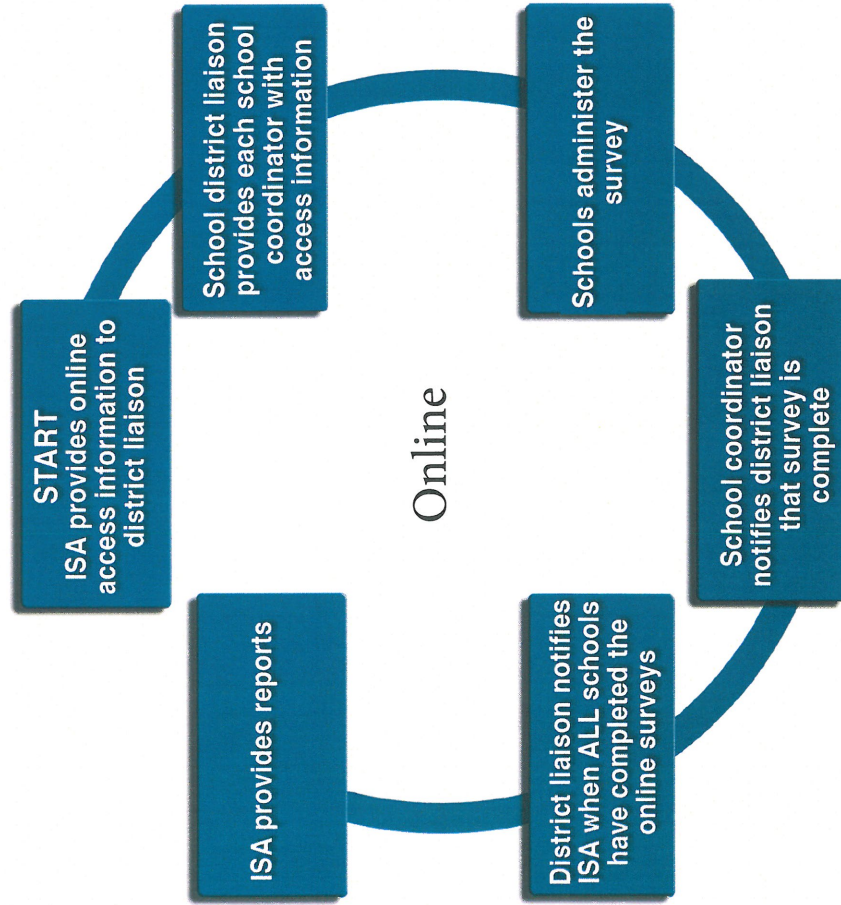 START
ISA provides online
access information to
district liaison
School district liaison
provides each school
coordinator with
access information
Schools administer the
survey
School coordinator
notifies district liaison
that survey is
complete
District liaison notifies
ISA when ALL schools
have completed the
online surveys
ISA provides reports
Online